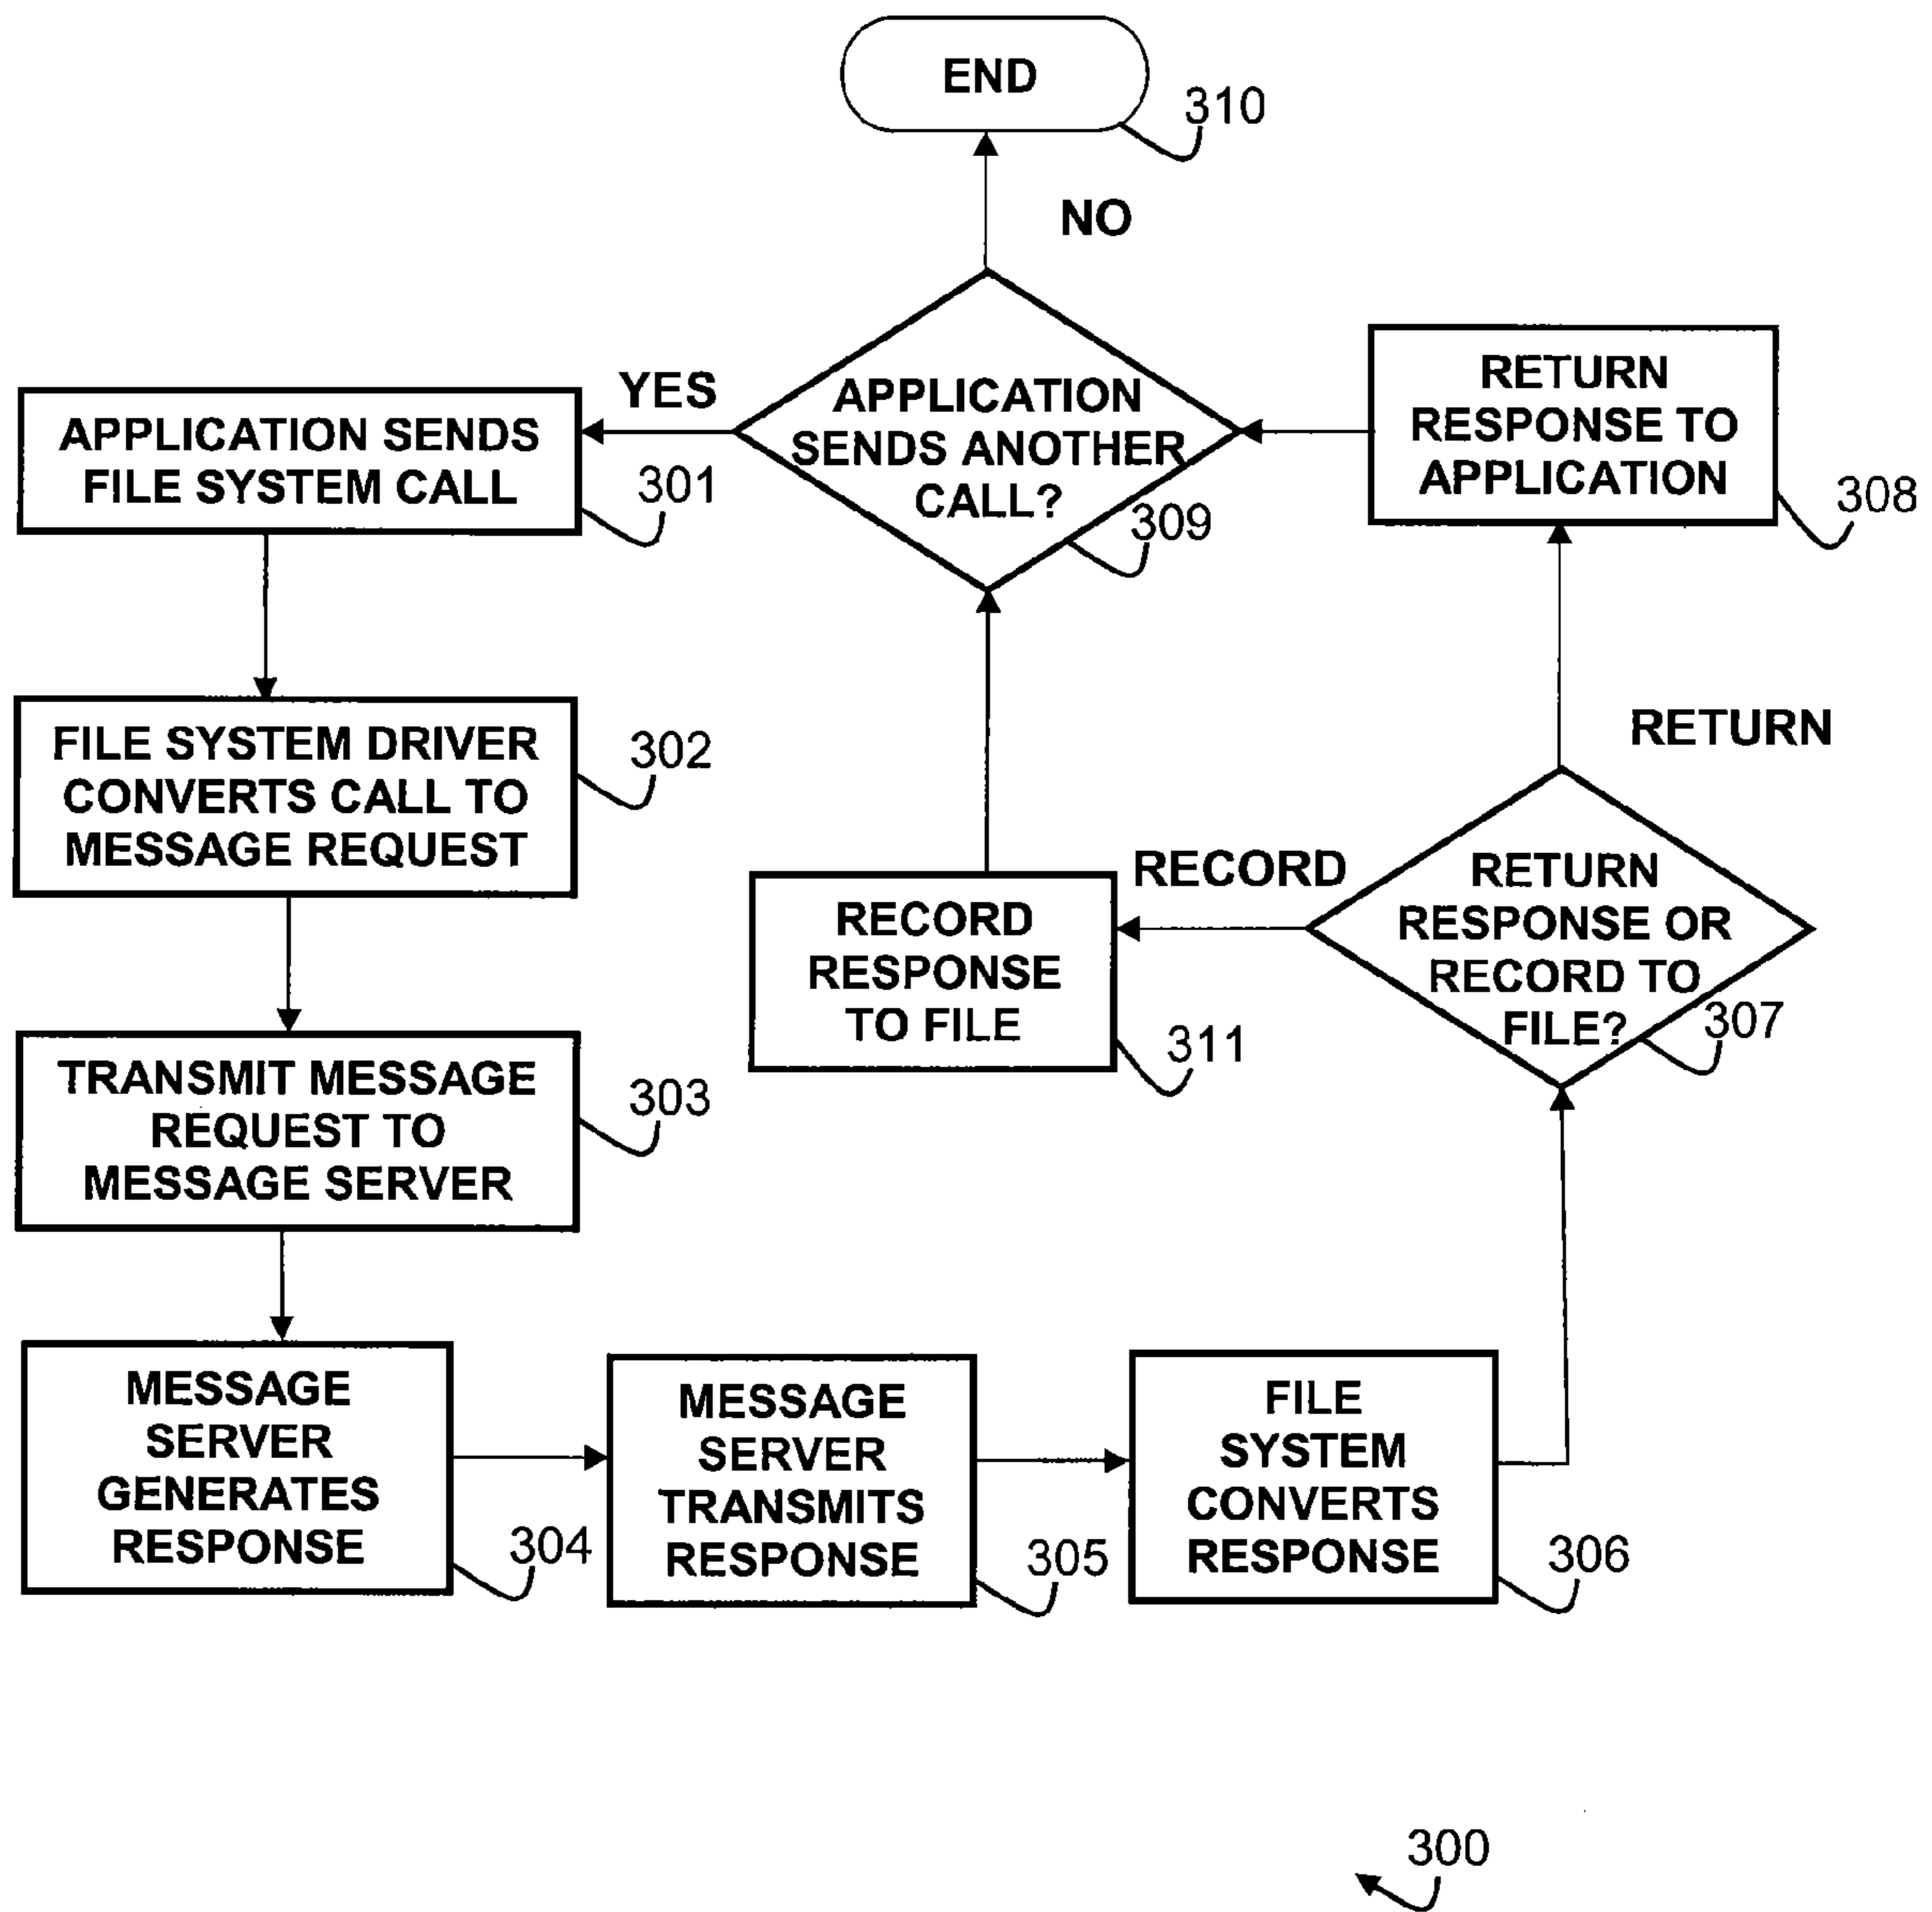 END
310
NO
YES
APPLICATION SENDS
FILE SYSTEM CALL
301
APPLICATION
SENDS ANOTHER
CALL?
309
RETURN
RESPONSE TO
APPLICATION
308
FILE SYSTEM DRIVER
CONVERTS CALL TO
MESSAGE REQUEST
302
RETURN
RECORD
RECORD
RESPONSE
TO FILE
311
RETURN
RESPONSE OR
RECORD TO
FILE?
307
TRANSMIT MESSAGE
REQUEST TO
MESSAGE SERVER
303
MESSAGE
SERVER
GENERATES
RESPONSE
304
MESSAGE
SERVER
TRANSMITS
RESPONSE
305
FILE
SYSTEM
CONVERTS
RESPONSE
306
300